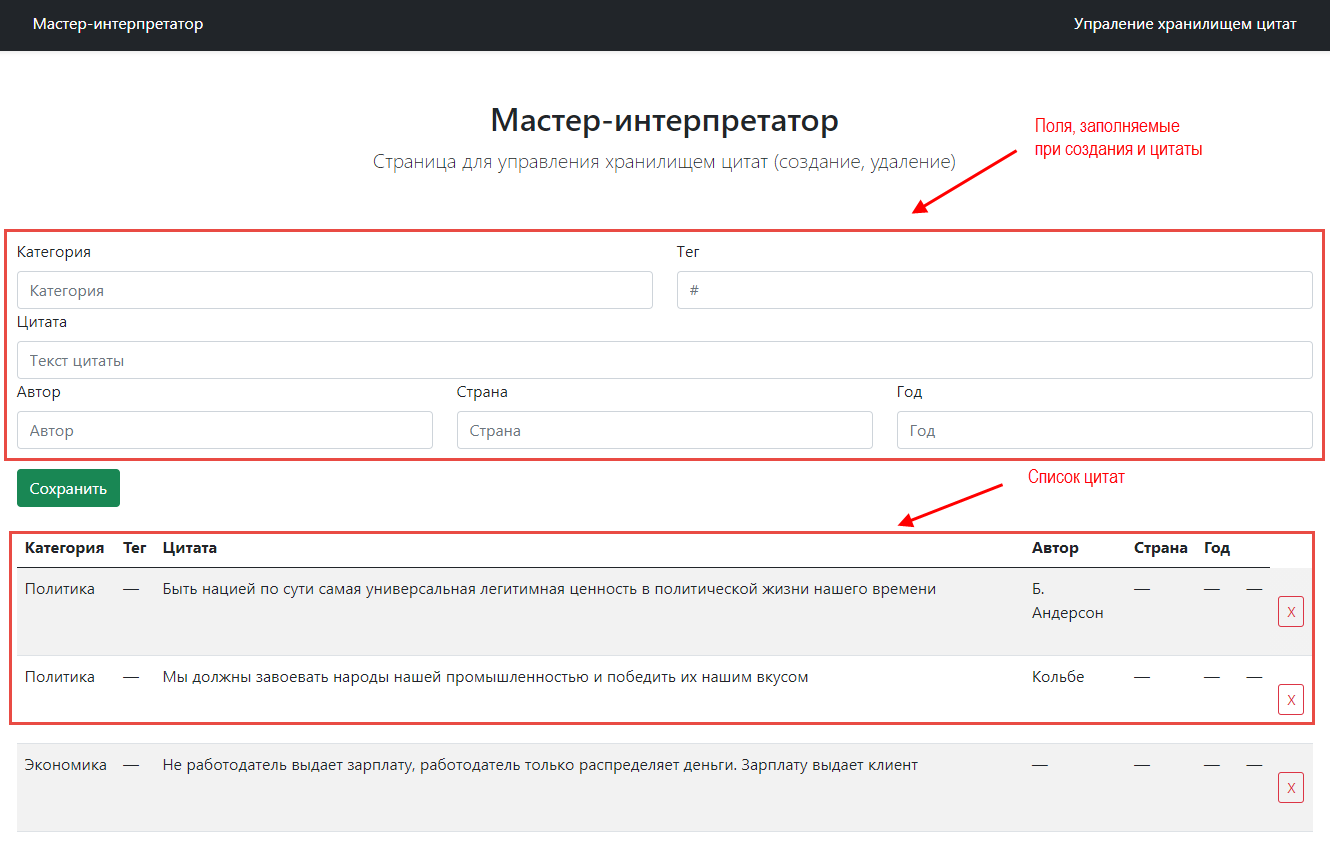 Мастер-интерпретатор Упраление хранилищем цитат
Мастер-интерпретатор
Страница для управления хранилищем цитат (создание, удаление)
Поля, заполняемые
при создания и цитаты
Категория Тег
Категория #
Цитата
Текст цитаты
Автор Страна Год
Автор Страна Год
Сохранить
Список цитат
Категория Тег Цитата Автор Страна Год
Политика — Быть нацией по сути самая универсальная легитимная ценность в политической жизни нашего времени Б. — — —
Андерсон X
Политика — Мы должны завоевать народы нашей промышленностью и победить их нашим вкусом Кольбе — — —
X
Экономика — Не работодатель выдает зарплату, работодатель только распределяет деньги. Зарплату выдает клиент — — — —
X